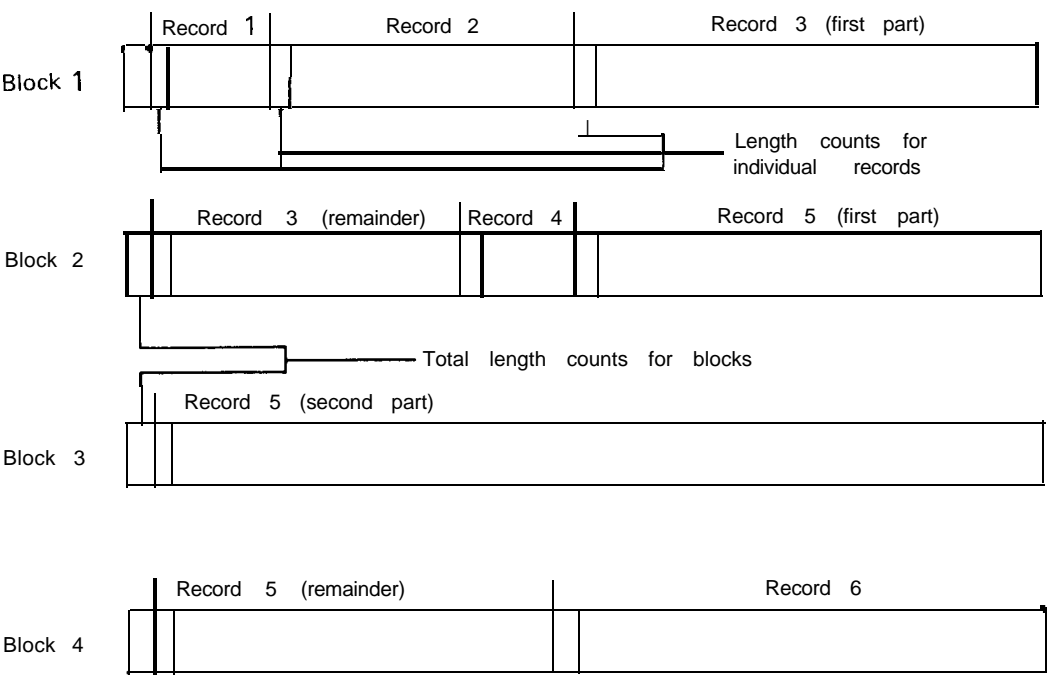 Record 1 Record 2 Record 3 (first part)
Block 1
Length counts for
individual records
Record 3 (remainder) Record 4 Record 5 (first part)
Block 2
Total length counts for blocks
Record 5 (second part)
Block 3
Record 5 (remainder) Record 6
Block 4